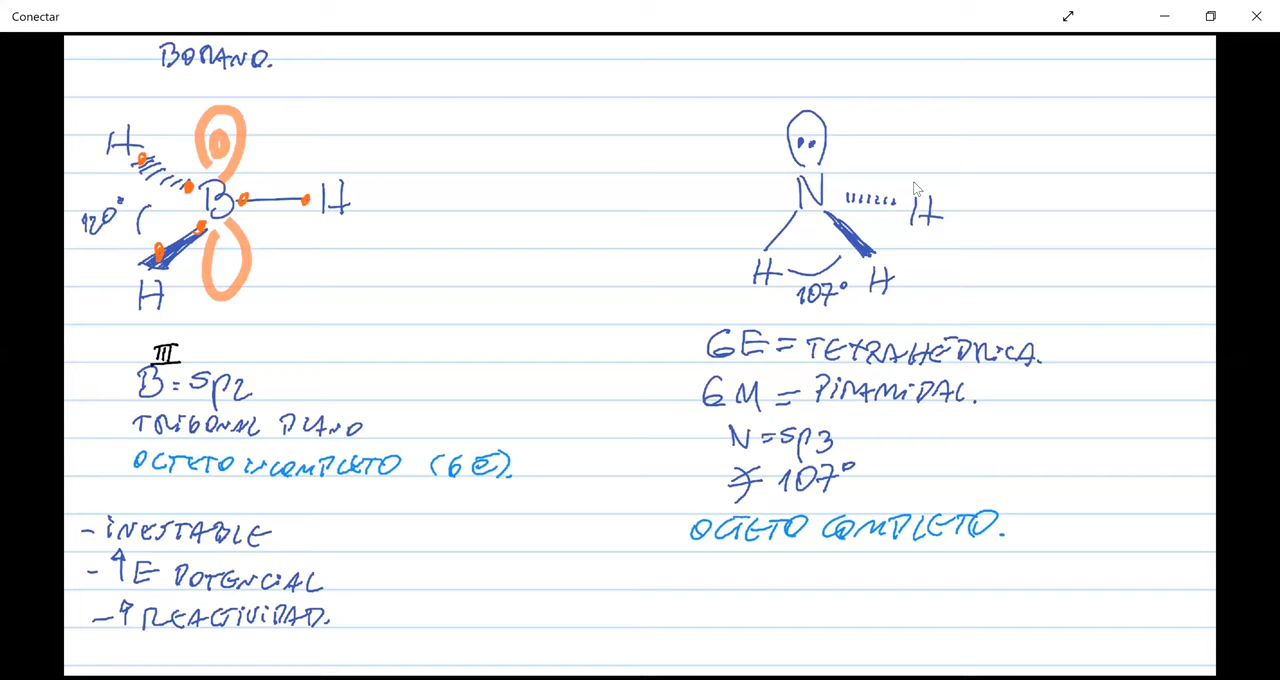 Conectar
BORANO.
H
B
H
120°
H
III
B = sp2
TRIGONAL PLANO
OCTETO INCOMPLETO (6 E).
- INESTABLE
- ↑ E POTENCIAL
- ↑ REACTIVIDAD.
N
H
H
H
107°
GE = TETRAHÉDRICA.
GM = PIRAMIDAL.
N = sp3
∡ 107°
OCTETO COMPLETO.